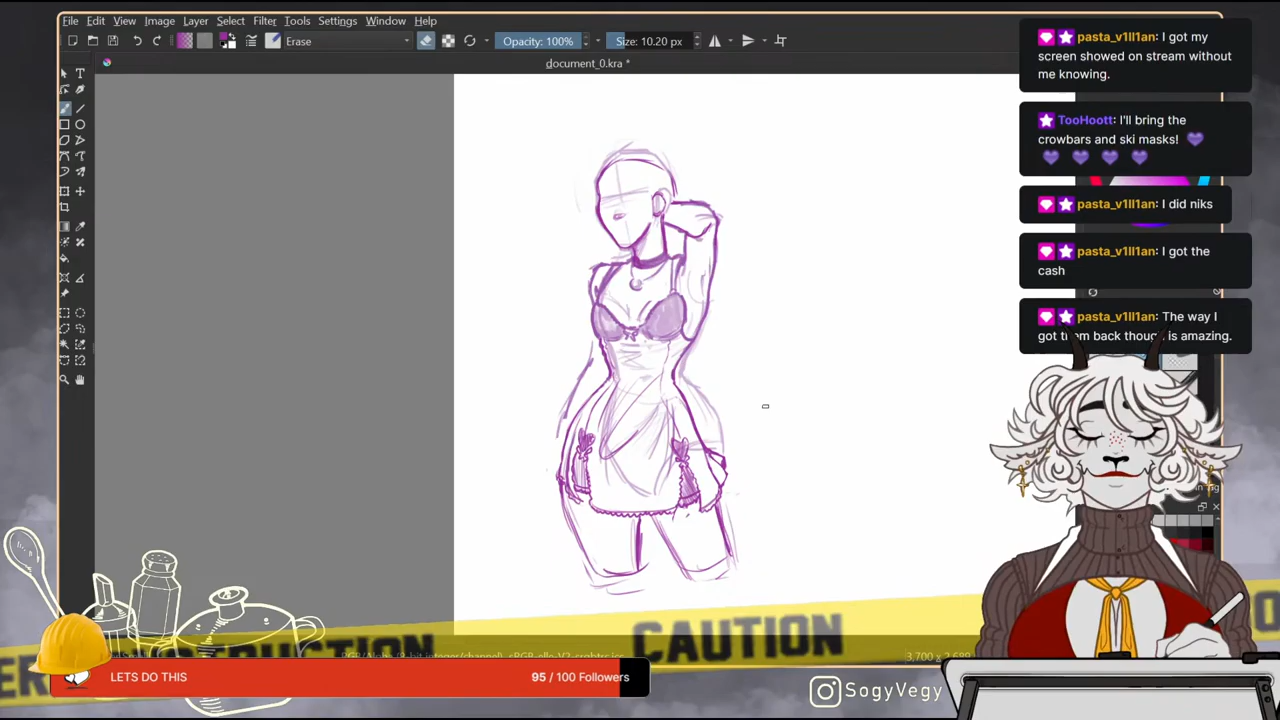 File Edit View Image Layer Select Filter Tools Settings Window Help
Erase
Opacity: 100%
Size: 10.20 px
document_0.kra *
pasta_v1ll1an: I got my
screen showed on stream without
me knowing.
TooHoott: I'll bring the
crowbars and ski masks!
pasta_v1ll1an: I did niks
pasta_v1ll1an: I got the
cash
pasta_v1ll1an: The way I
got them back though is amazing.
CAUTION
LETS DO THIS
95 / 100 Followers
SogyVegy